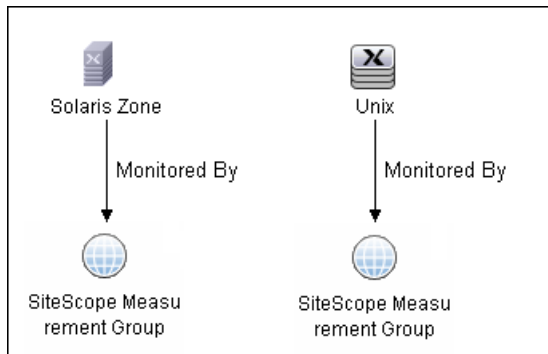 Solaris Zone
Unix
Monitored By
Monitored By
SiteScope Measu
rement Group
SiteScope Measu
rement Group